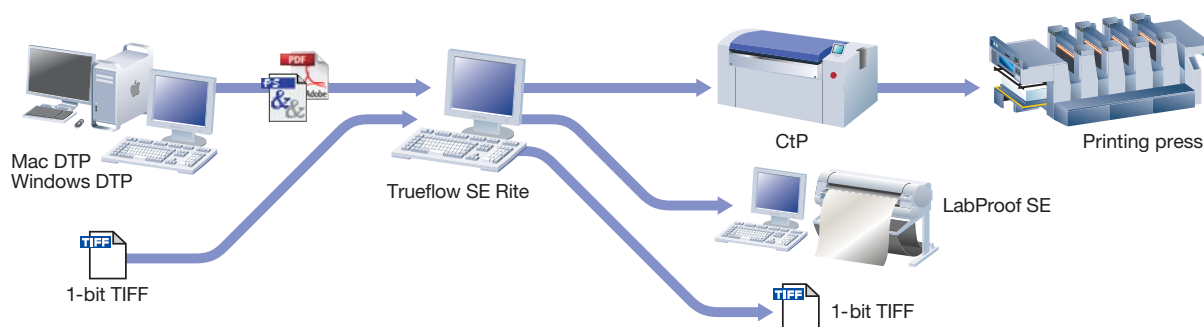 PDF
Adobe
PS
&&
Mac DTP
Windows DTP
Trueflow SE Rite
CtP
Printing press
LabProof SE
TIFF
1-bit TIFF
TIFF
1-bit TIFF